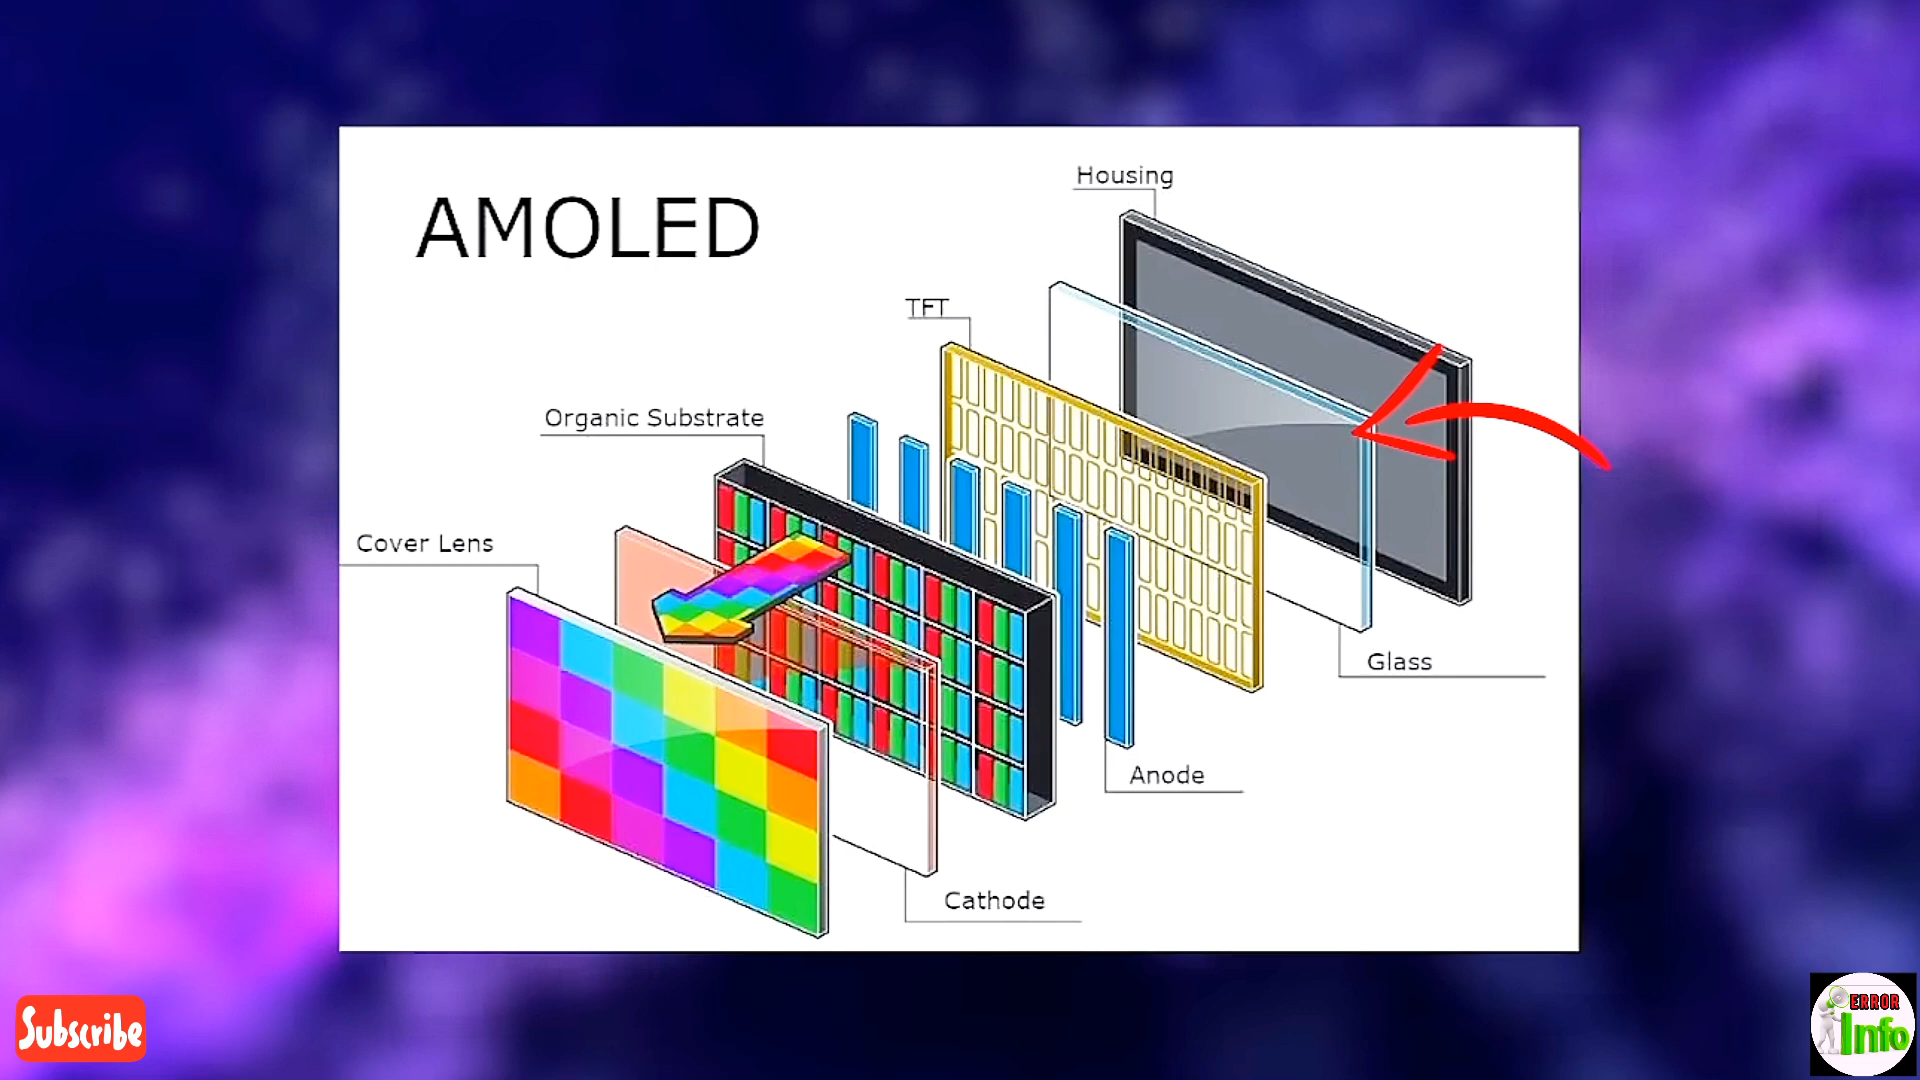 AMOLED
Housing
TFT
Organic Substrate
Cover Lens
Glass
Anode
Cathode
Subscribe
ERROR
Info